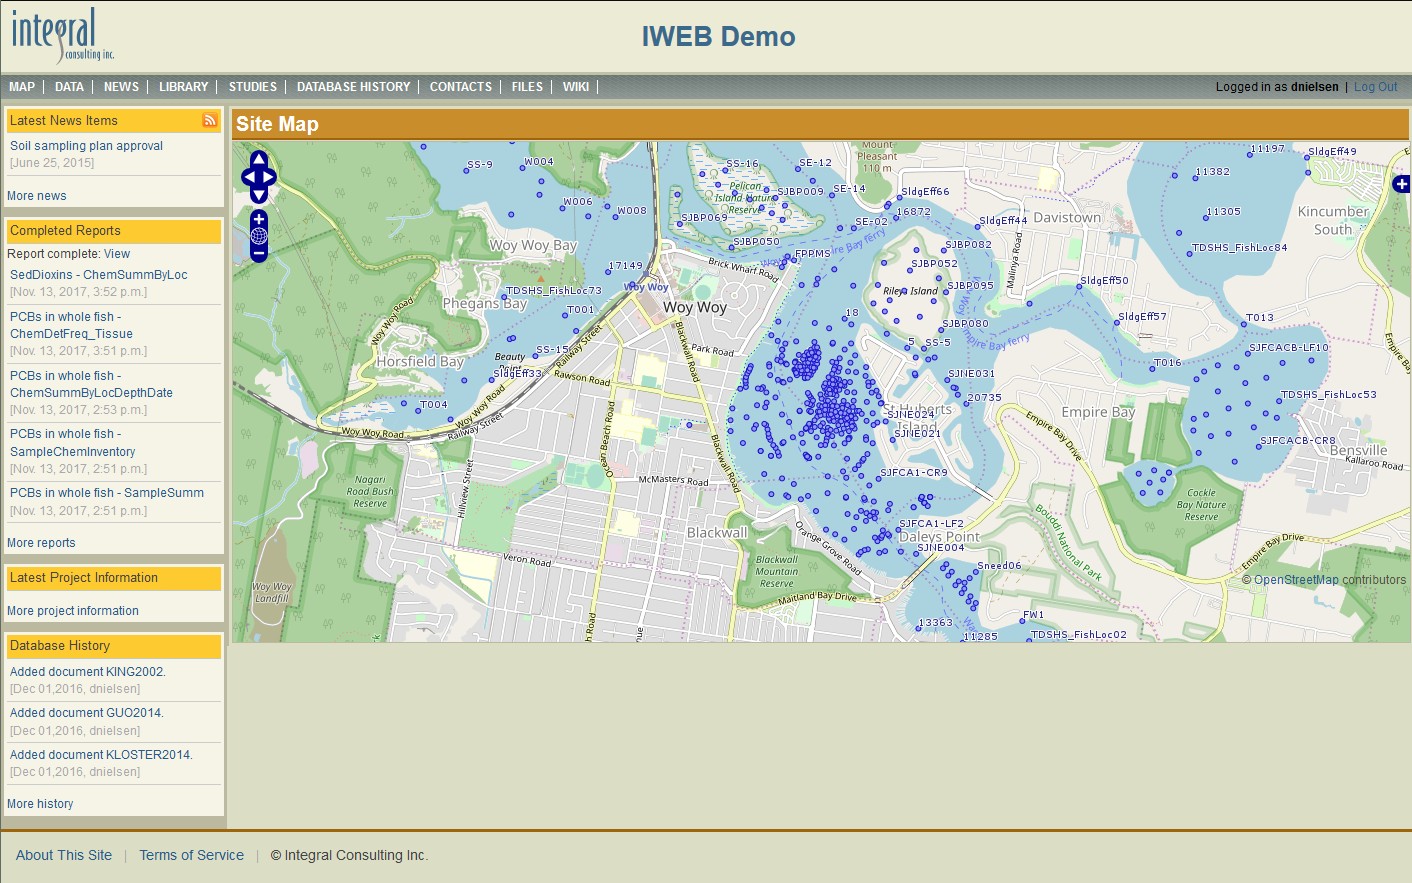 integral
consulting inc.
IWEB Demo
MAP DATA NEWS LIBRARY STUDIES DATABASE HISTORY CONTACTS FILES WIKI
Logged in as dnielsen | Log Out
Latest News Items
Soil sampling plan approval
[June 25, 2015]
More news
Completed Reports
Report complete: View
SedDioxins - ChemSummByLoc
[Nov. 13, 2017, 3:52 p.m.]
PCBs in whole fish -
ChemDetFreq_Tissue
[Nov. 13, 2017, 3:51 p.m.]
PCBs in whole fish -
ChemSummByLocDepthDate
[Nov. 13, 2017, 2:53 p.m.]
PCBs in whole fish -
SampleChemInventory
[Nov. 13, 2017, 2:51 p.m.]
PCBs in whole fish - SampleSumm
[Nov. 13, 2017, 2:51 p.m.]
More reports
Latest Project Information
More project information
Database History
Added document KING2002.
[Dec 01,2016, dnielsen]
Added document GUO2014.
[Dec 01,2016, dnielsen]
Added document KLOSTER2014.
[Dec 01,2016, dnielsen]
More history
Site Map
Mount
Pleasant
110 m
11197
SldgEff49
SS-9
W004
SS-16
SE-12
11382
Pelican
Island Nature
Reserve
SJBP009
SE-14
SldgEff66
W006
W008
16872
11305
Kincumber
South
SJBP069
SE-02
SldgEff44
Davistown
Woy Woy Bay
SJBP050
FPPMS
SJBP082
TDSHS_FishLoc84
Brick Wharf Road
17149
SJBP052
Malinya Road
SldgEff50
TDSHS_FishLoc73
Woy Woy
Riley Island
SJBP095
Phegans Bay
Woy Woy
T001
18
SldgEff57
T013
Woy Woy Road
SJBP080
Empire Bay ferry
Railway Street
5
SS-5
SS-15
Park Road
SJFCACB-LF10
Beauty
Horsfield Bay
T016
SldgEff33
Rawson Road
Blackwall Road
SJNE031
TDSHS_FishLoc53
T004
20735
Empire Bay
Woy Woy Road
St Huberts
Island
SJNE024
Railway Street
SJNE021
Empire Bay Drive
SJFCACB-CR8
Bensville
Kallaroo Road
Ocean Beach Road
Blackwall Road
Hillview Street
SJFCA1-CR9
Nagari
Road Bush
Reserve
McMasters Road
Cockle
Bay Nature
Reserve
Blackwall
Orange Grove Road
SJFCA1-LF2
Daleys Point
Bouddi National Park
SJNE004
Empire Bay Drive
Veron Road
Blackwall
Mountain
Reserve
Sneed06
© OpenStreetMap contributors
Woy Woy
Landfill
Maitland Bay Drive
FW1
13363
11285
TDSHS_FishLoc02
About This Site | Terms of Service | © Integral Consulting Inc.